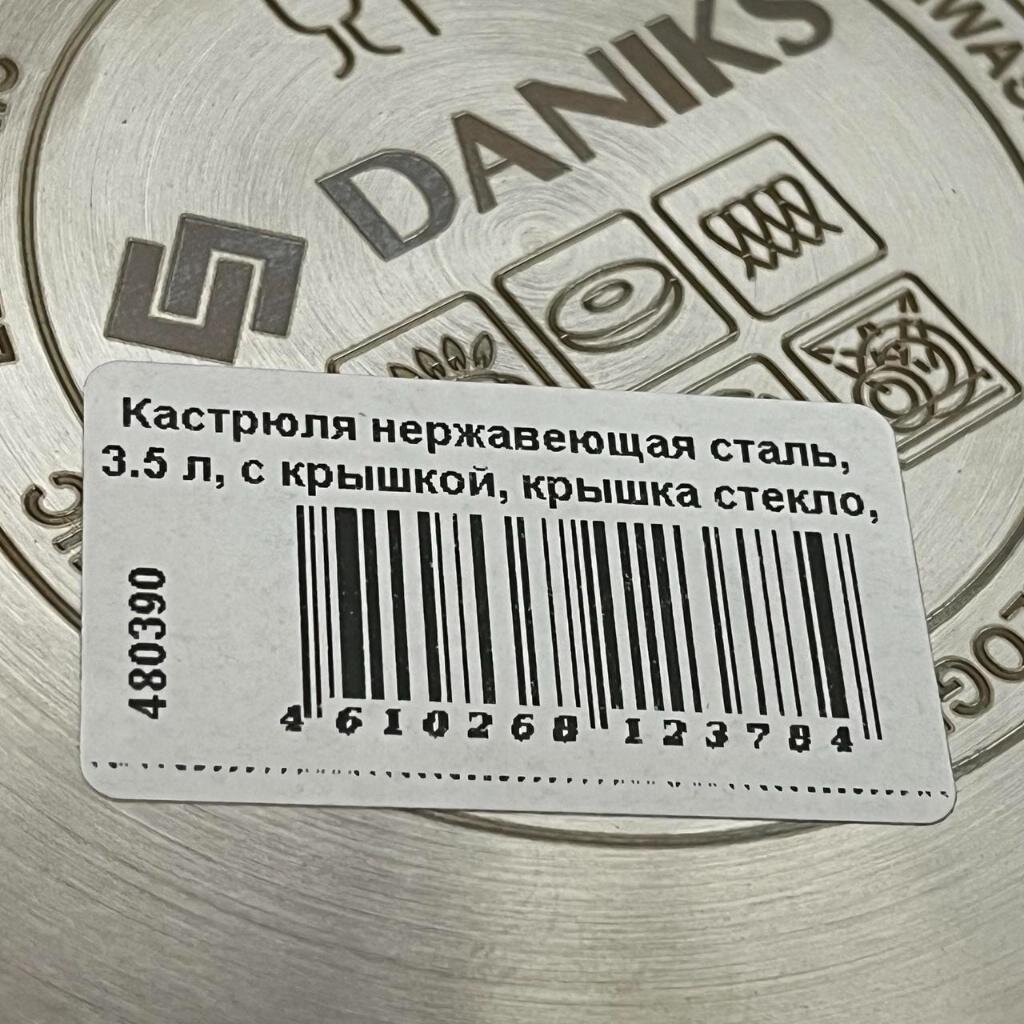 DANIKS
Кастрюля нержавеющая сталь,
3.5 л, с крышкой, крышка стекло,
480390
4 610268 123784